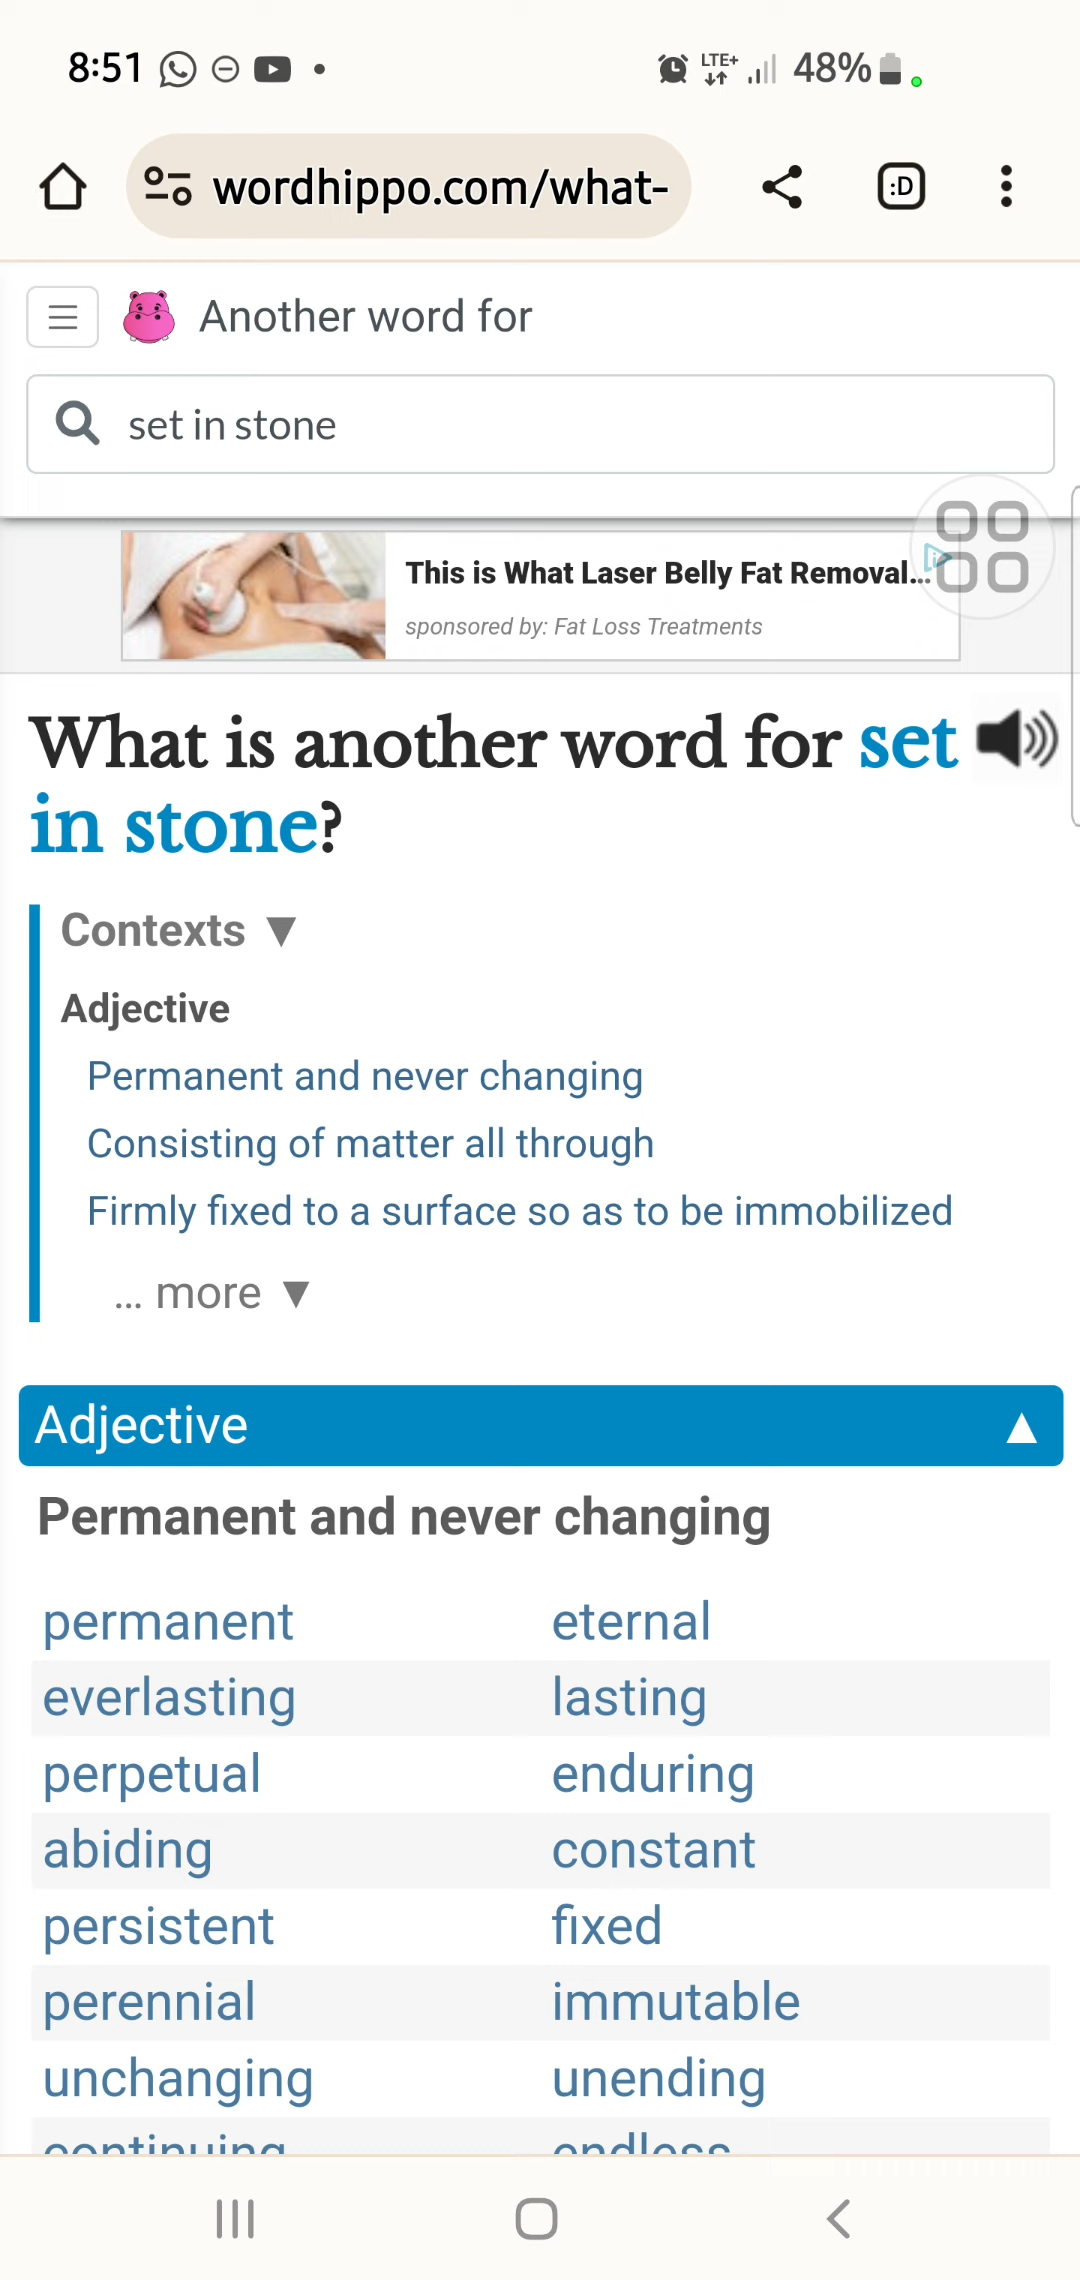 8:51
LTE+
48%
wordhippo.com/what-
:D
Another word for
set in stone
This is What Laser Belly Fat Removal...
sponsored by: Fat Loss Treatments
What is another word for set
in stone?
Contexts ▼
Adjective
Permanent and never changing
Consisting of matter all through
Firmly fixed to a surface so as to be immobilized
... more ▼
Adjective ▲
Permanent and never changing
permanent eternal
everlasting lasting
perpetual enduring
abiding constant
persistent fixed
perennial immutable
unchanging unending
continuing endless